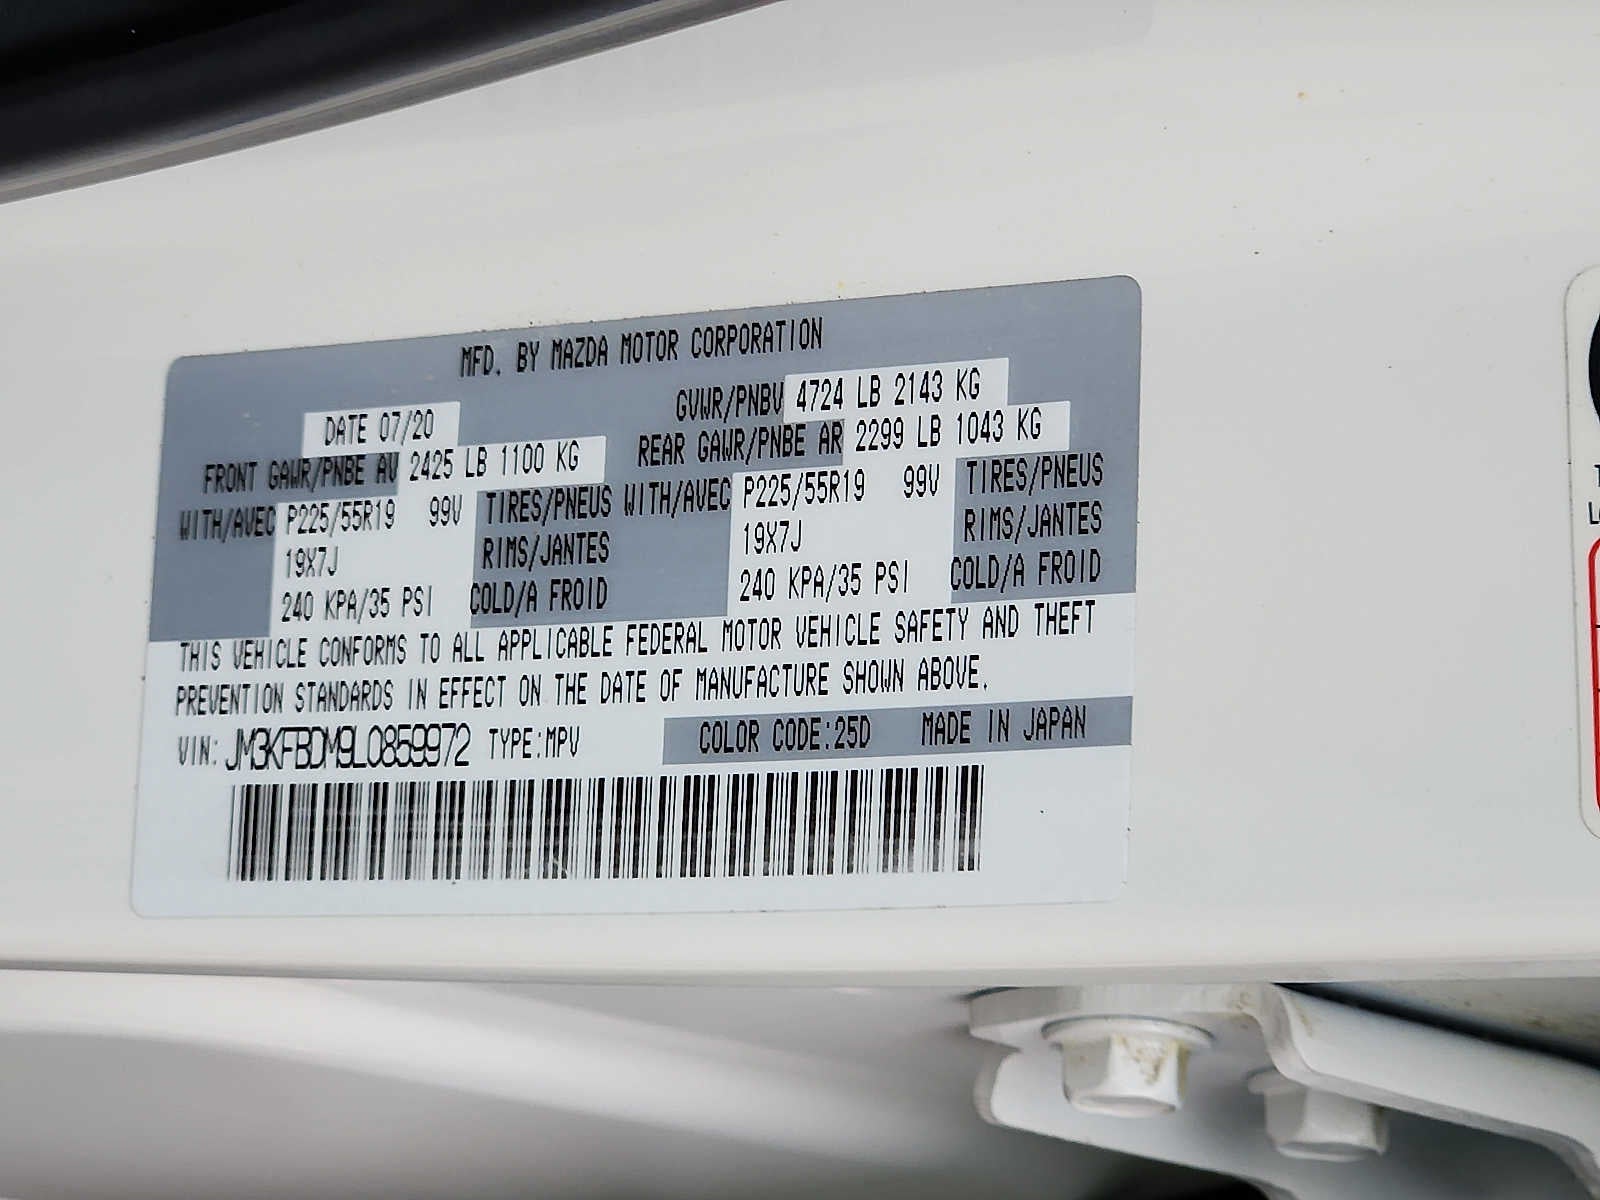 MFD. BY MAZDA MOTOR CORPORATION
DATE 07/20 GVWR/PNBV 4724 LB 2143 KG
FRONT GAWR/PNBE AV 2425 LB 1100 KG REAR GAWR/PNBE AR 2299 LB 1043 KG
WITH/AVEC P225/55R19 99V TIRES/PNEUS WITH/AVEC P225/55R19 99V TIRES/PNEUS
19X7J RIMS/JANTES 19X7J RIMS/JANTES
240 KPA/35 PSI COLD/A FROID 240 KPA/35 PSI COLD/A FROID
THIS VEHICLE CONFORMS TO ALL APPLICABLE FEDERAL MOTOR VEHICLE SAFETY AND THEFT
PREVENTION STANDARDS IN EFFECT ON THE DATE OF MANUFACTURE SHOWN ABOVE.
VIN: JM3KFBDM9L0859972 TYPE:MPV COLOR CODE:25D MADE IN JAPAN